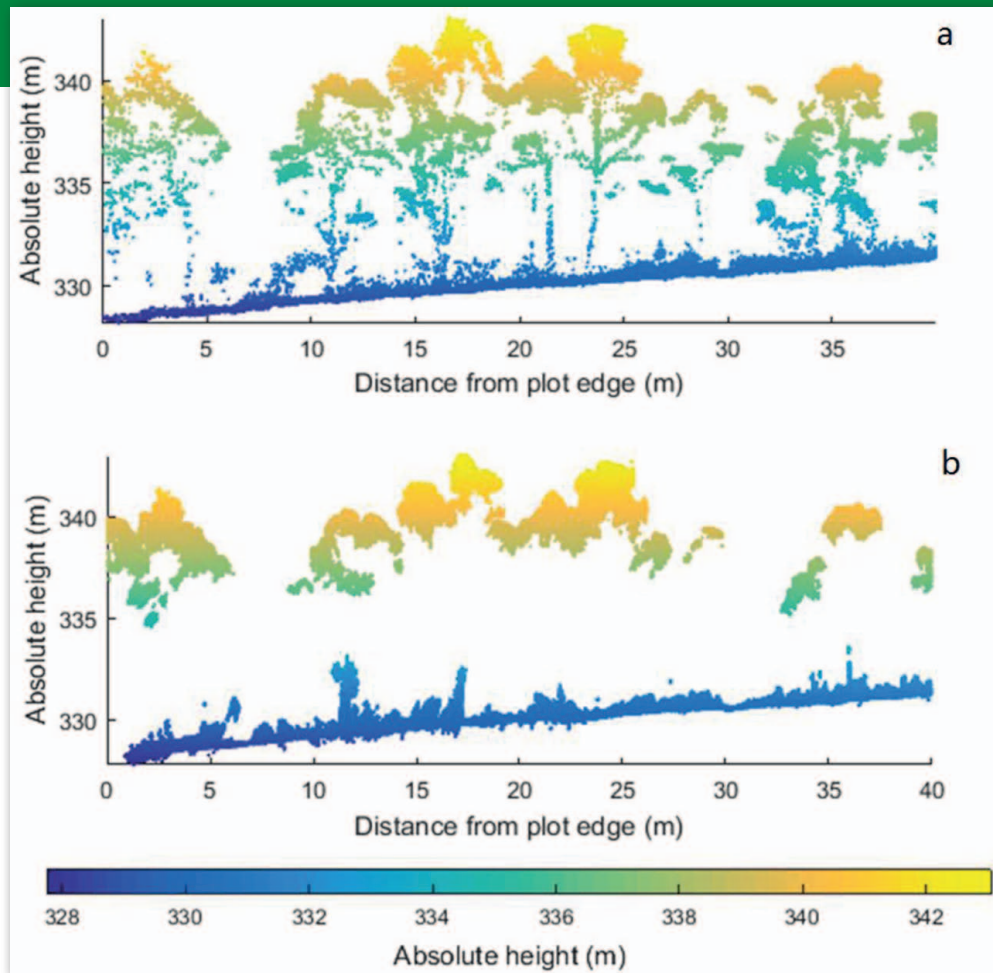 a
Absolute height (m)
340
335
330
0 5 10 15 20 25 30 35
Distance from plot edge (m)
b
Absolute height (m)
340
335
330
0 5 10 15 20 25 30 35 40
Distance from plot edge (m)
328 330 332 334 336 338 340 342
Absolute height (m)